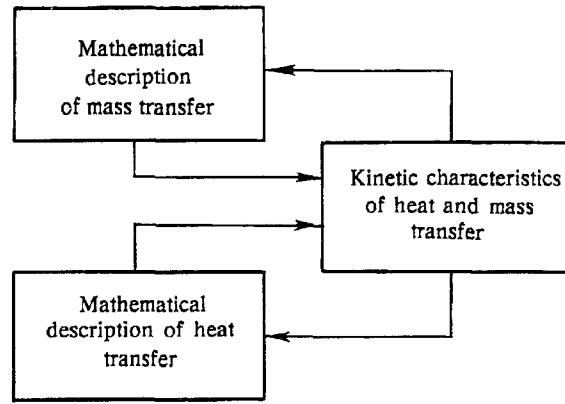 Mathematical
description
of mass transfer
Kinetic characteristics
of heat and mass
transfer
Mathematical
description of heat
transfer